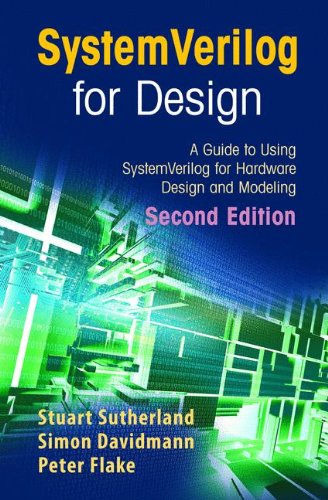 SystemVerilog
for Design
A Guide to Using
SystemVerilog for Hardware
Design and Modeling
Second Edition
Stuart Sutherland
Simon Davidmann
Peter Flake